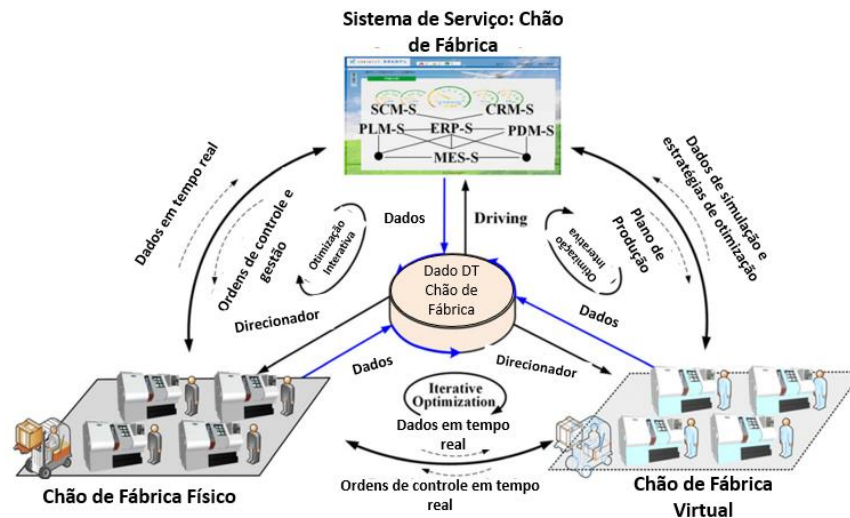 Sistema de Serviço: Chão
de Fábrica
SCM-S
CRM-S
PLM-S
ERP-S
PDM-S
MES-S
Dados em tempo real
Ordens de controle e
gestão
Otimização
Interativa
Dados
Driving
Otimização
Interativa
Plano de
Produção
Dados de simulação e
estratégias de otimização
Dado DT
Chão de
Fábrica
Direcionador
Dados
Dados
Direcionador
Iterative
Optimization
Dados em tempo
real
Ordens de controle em tempo
real
Chão de Fábrica Físico
Chão de Fábrica
Virtual